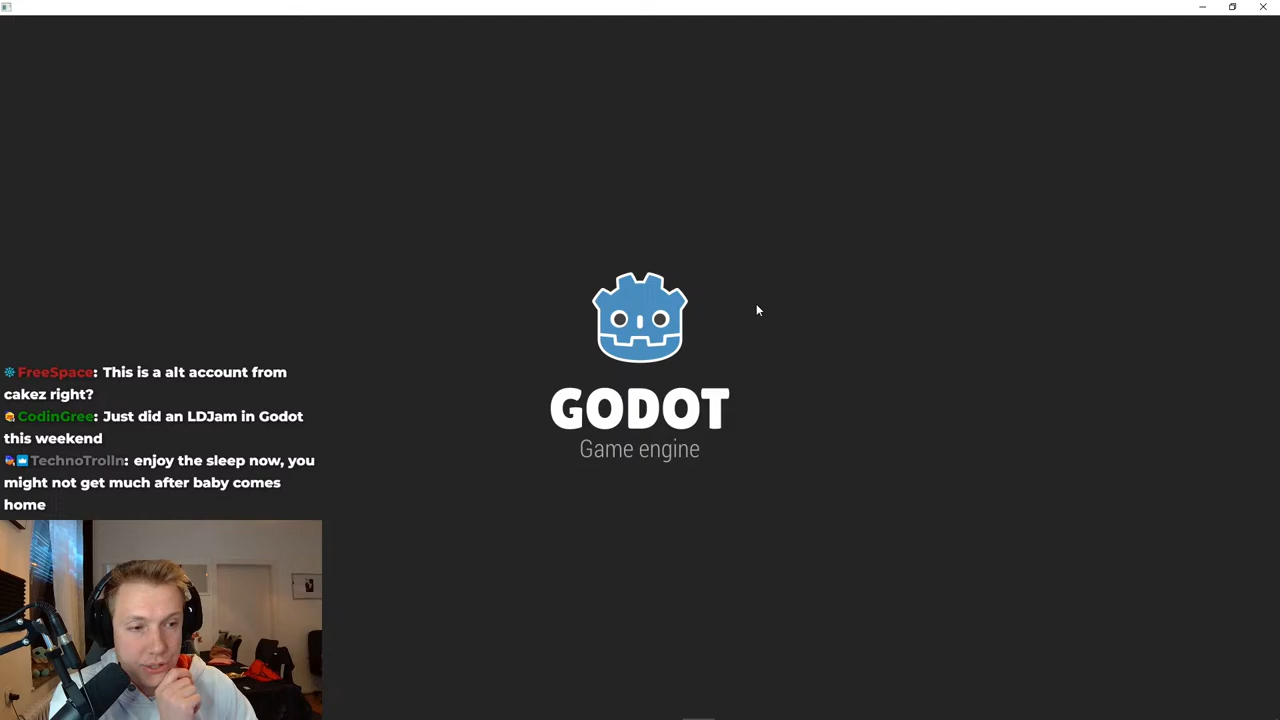 GODOT
Game engine
FreeSpace: This is a alt account from
cakez right?
CodinGree: Just did an LDJam in Godot
this weekend
TechnoTrolln: enjoy the sleep now, you
might not get much after baby comes
home